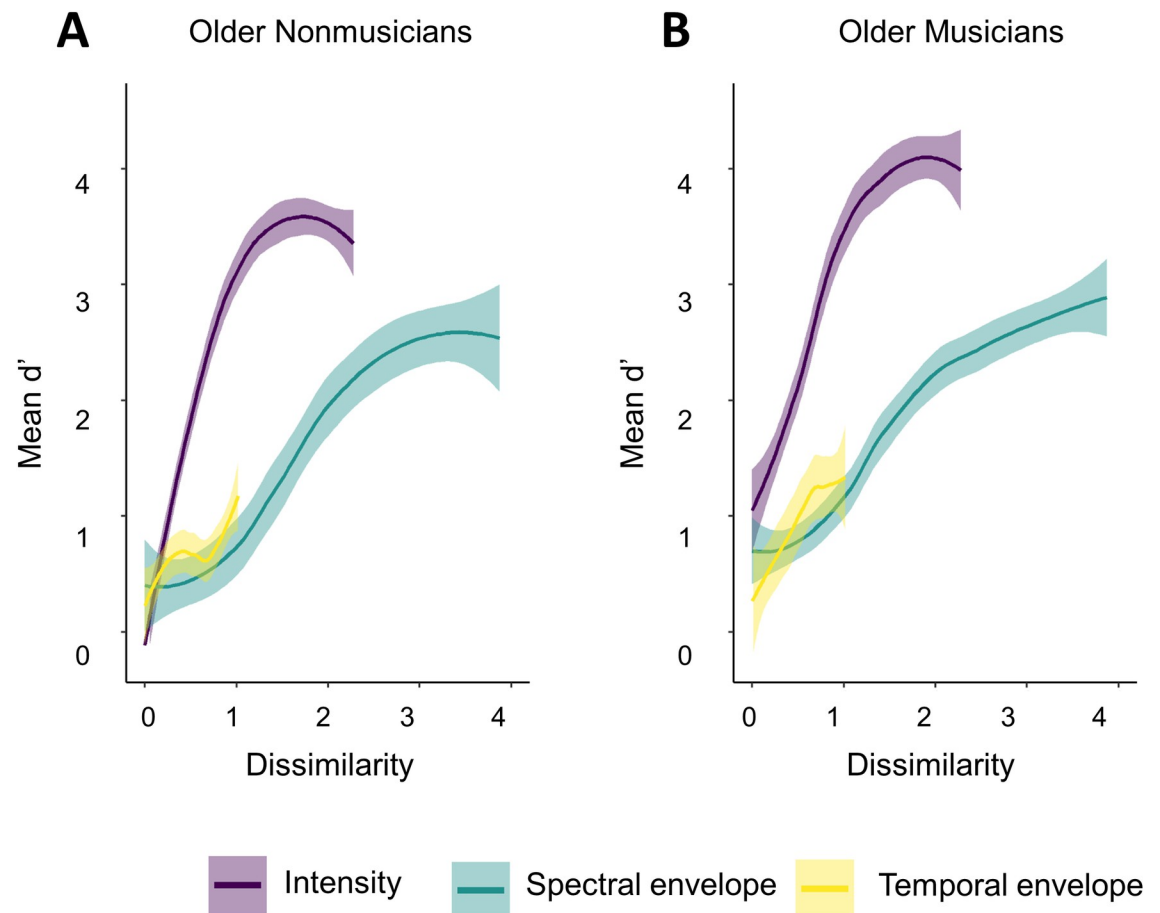 A Older Nonmusicians
B Older Musicians
Mean d’
4
3
2
1
0
0 1 2 3 4
Dissimilarity
Mean d’
4
3
2
1
0
0 1 2 3 4
Dissimilarity
Intensity Spectral envelope Temporal envelope